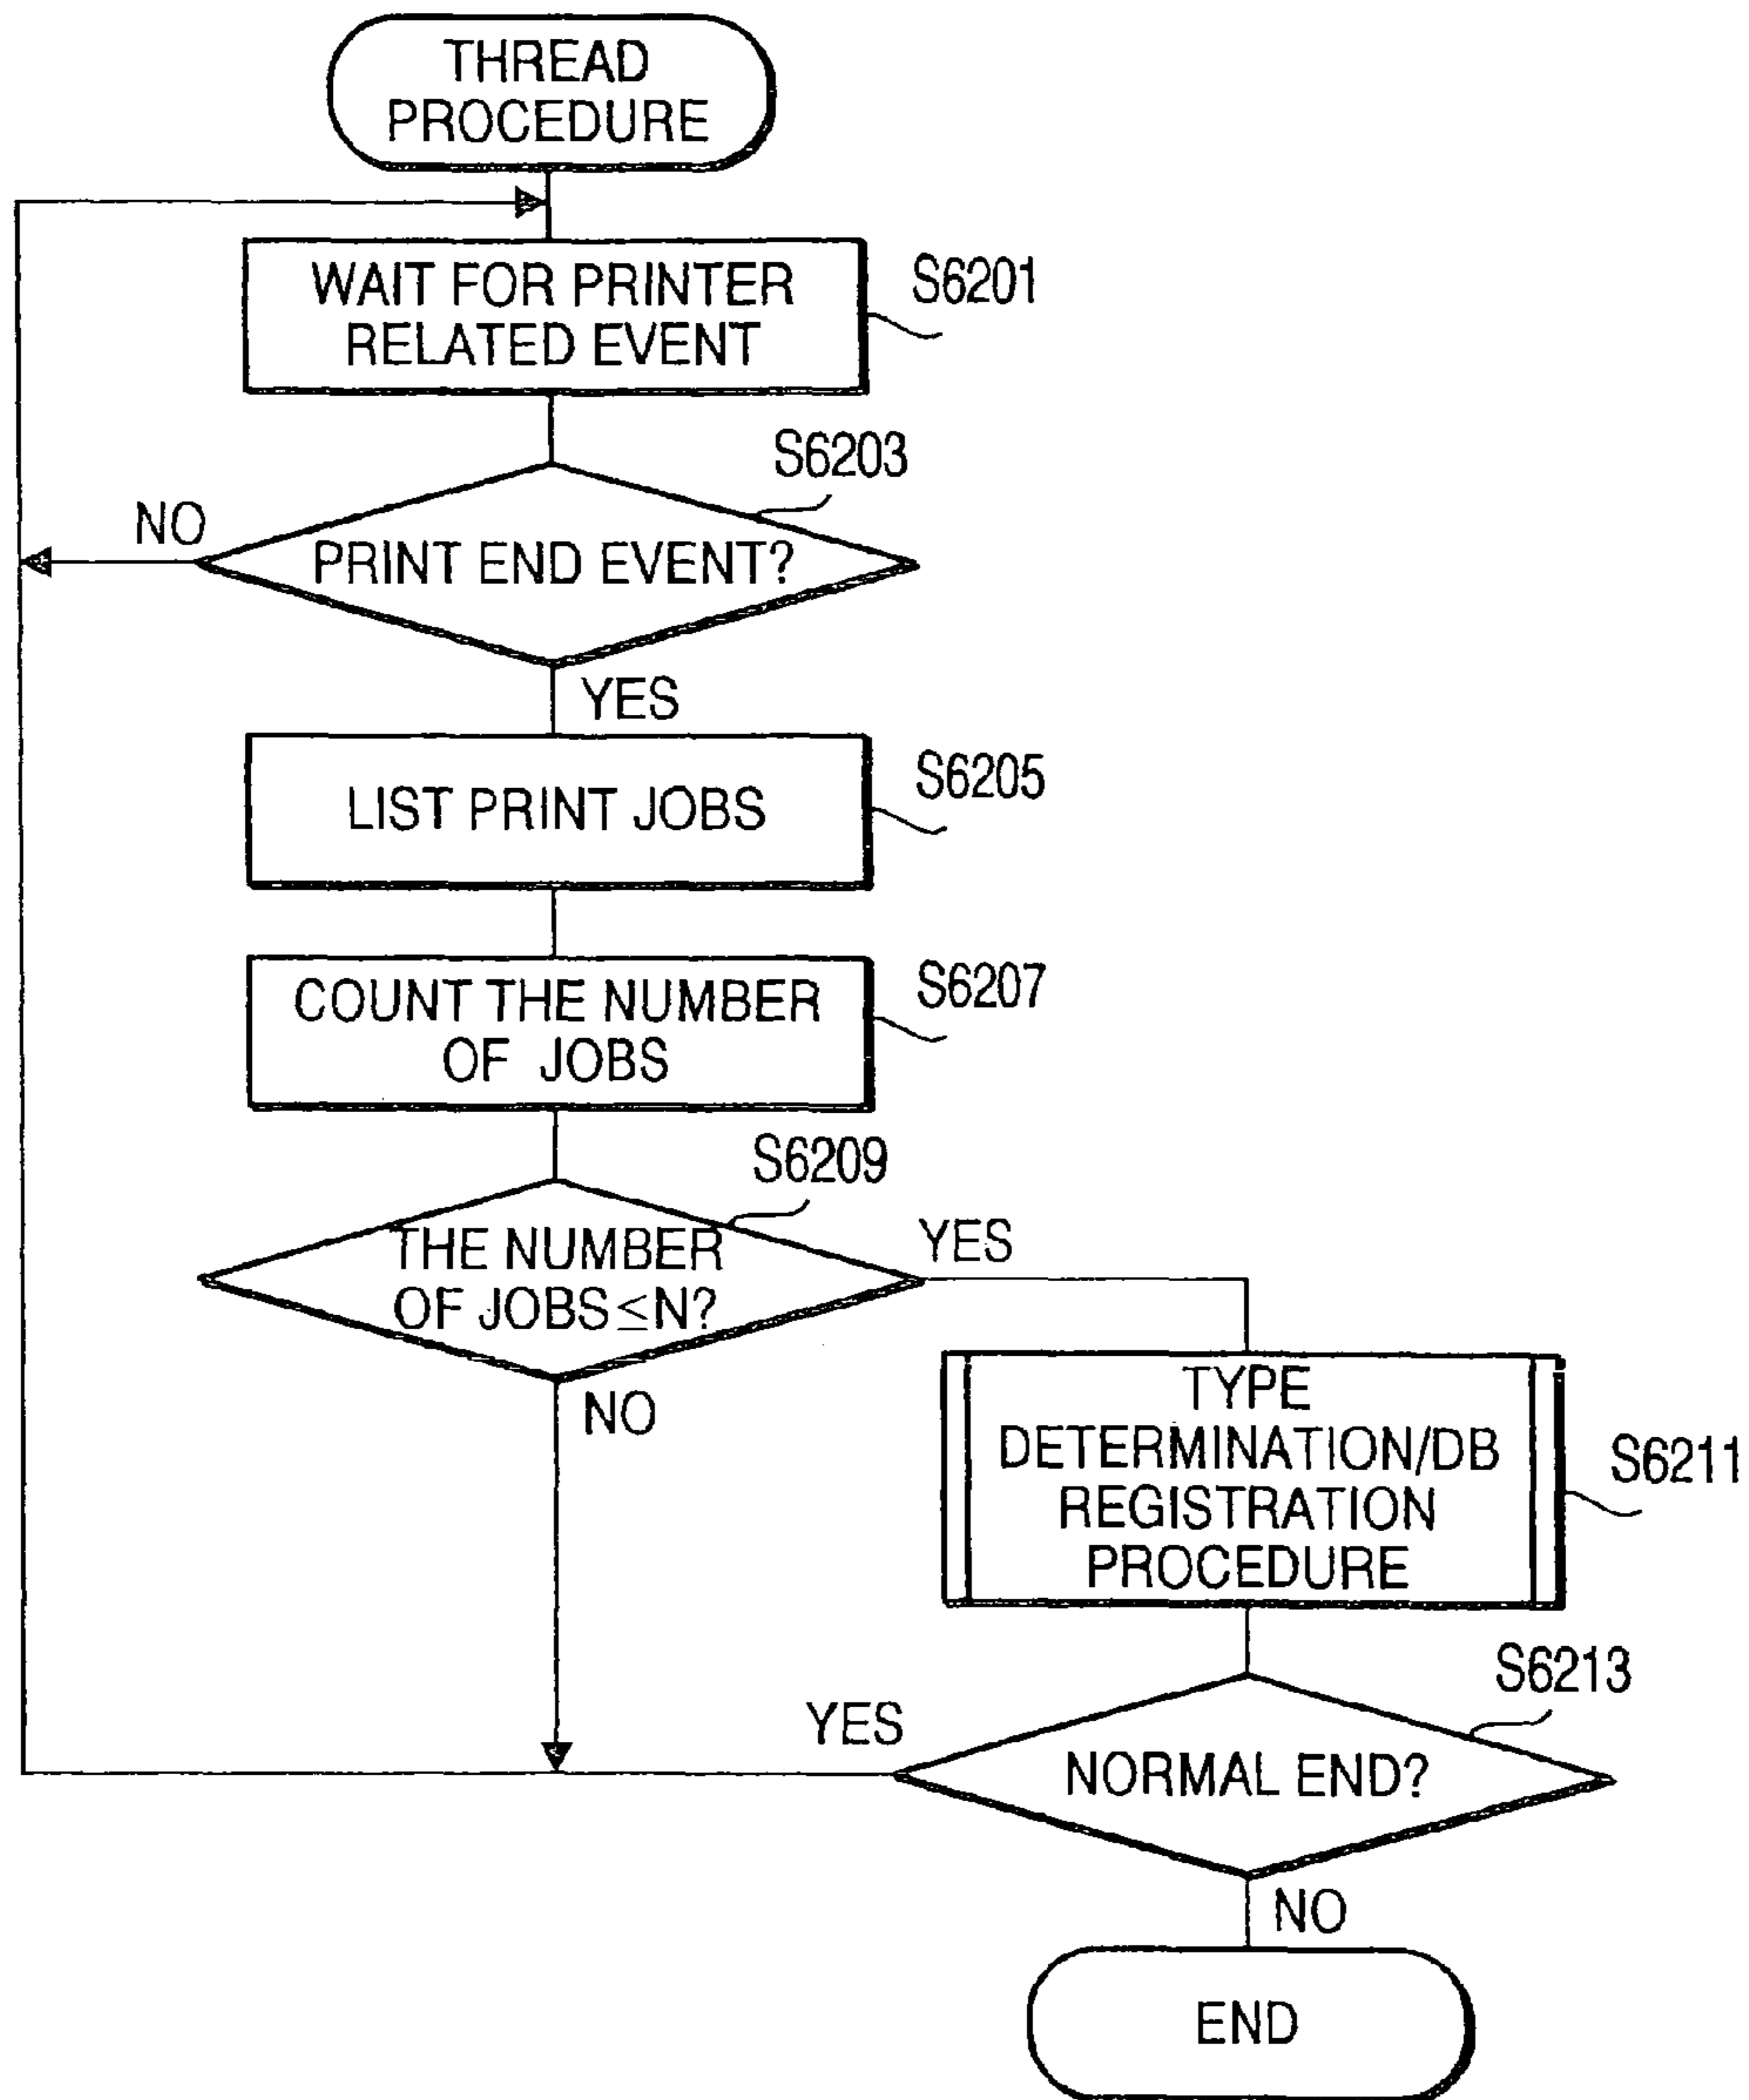 THREAD
PROCEDURE
WAIT FOR PRINTER
RELATED EVENT
S6201
S6203
NO
PRINT END EVENT?
YES
LIST PRINT JOBS
S6205
COUNT THE NUMBER
OF JOBS
S6207
S6209
THE NUMBER
OF JOBS≤N?
YES
NO
TYPE
DETERMINATION/DB
REGISTRATION
PROCEDURE
S6211
S6213
YES
NORMAL END?
NO
END